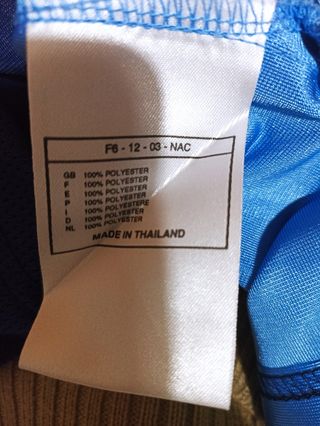 F6 - 12 - 03 - NAC
GB 100% POLYESTER
F 100% POLYESTER
E 100% POLYESTER
P 100% POLYESTERE
I 100% POLYESTER
D 100% POLYESTER
NL 100% POLYESTER
MADE IN THAILAND